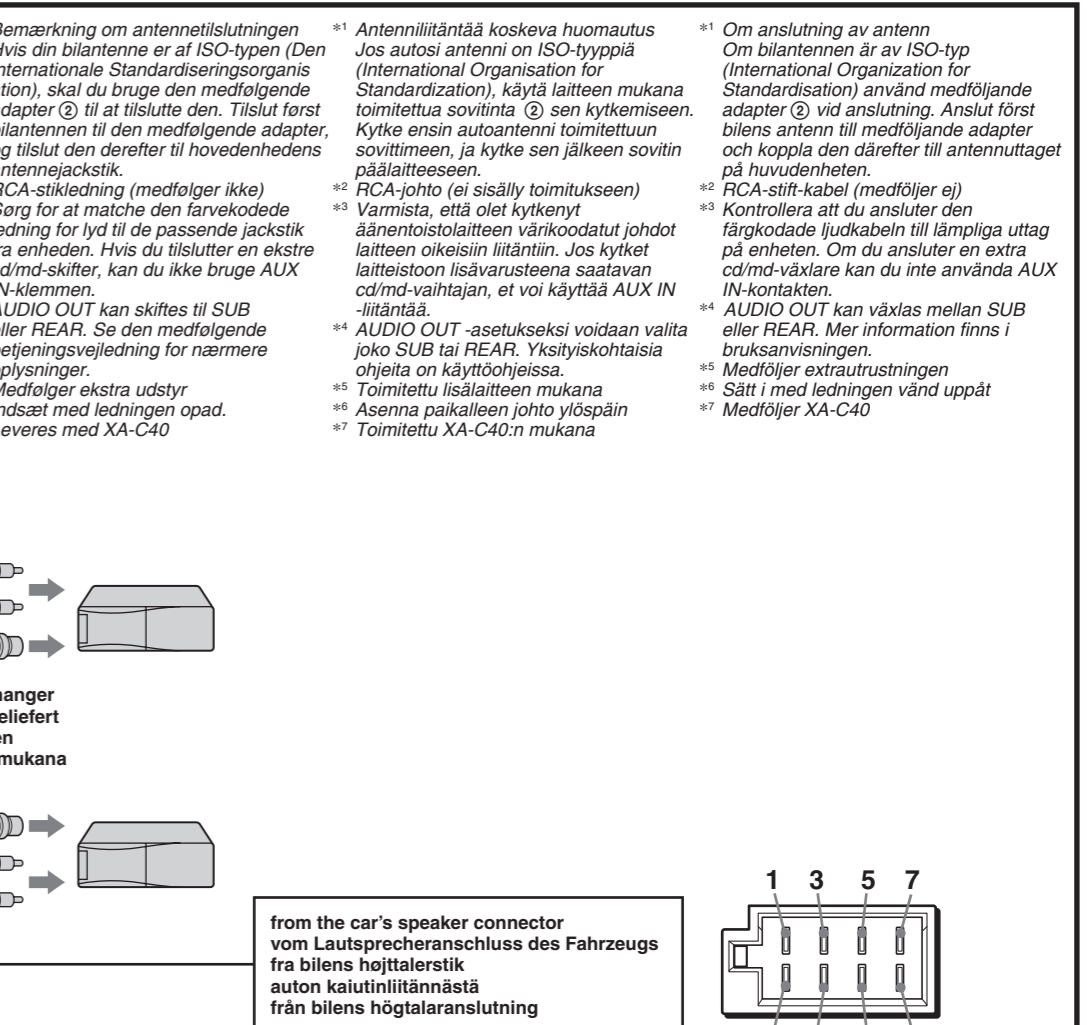 Bemærkning om antennetilslutningen
Hvis din bilantenne er af ISO-typen (Den
internationale Standardiseringsorganis
ation), skal du bruge den medfølgende
adapter ② til at tilslutte den. Tilslut først
bilantennen til den medfølgende adapter,
og tilslut den derefter til hovedenhedens
antennejackstik.
RCA-stikledning (medfølger ikke)
Sørg for at matche den farvekodede
ledning for lyd til de passende jackstik
fra enheden. Hvis du tilslutter en ekstre
cd/md-skifter, kan du ikke bruge AUX
IN-klemmen.
AUDIO OUT kan skiftes til SUB
eller REAR. Se den medfølgende
betjeningsvejledning for nærmere
oplysninger.
Medfølger ekstra udstyr
Indsæt med ledningen opad.
Leveres med XA-C40
*1 Antenniliitäntää koskeva huomautus
Jos autosi antenni on ISO-tyyppiä
(International Organisation for
Standardization), käytä laitteen mukana
toimitettua sovitinta ② sen kytkemiseen.
Kytke ensin autoantenni toimitettuun
sovittimeen, ja kytke sen jälkeen sovitin
päälaitteeseen.
*2 RCA-johto (ei sisälly toimitukseen)
*3 Varmista, että olet kytkenyt
äänentoistolaitteen värikoodatut johdot
laitteen oikeisiin liitäntiin. Jos kytket
laitteistoon lisävarusteena saatavan
cd/md-vaihtajan, et voi käyttää AUX IN
-liitäntää.
*4 AUDIO OUT -asetukseksi voidaan valita
joko SUB tai REAR. Yksityiskohtaisia
ohjeita on käyttöohjeissa.
*5 Toimitettu lisälaitteen mukana
*6 Asenna paikalleen johto ylöspäin
*7 Toimitettu XA-C40:n mukana
*1 Om anslutning av antenn
Om bilantennen är av ISO-typ
(International Organization for
Standardisation) använd medföljande
adapter ② vid anslutning. Anslut först
bilens antenn till medföljande adapter
och koppla den därefter till antennuttaget
på huvudenheten.
*2 RCA-stift-kabel (medföljer ej)
*3 Kontrollera att du ansluter den
färgkodade ljudkabeln till lämpliga uttag
på enheten. Om du ansluter en extra
cd/md-växlare kan du inte använda AUX
IN-kontakten.
*4 AUDIO OUT kan växlas mellan SUB
eller REAR. Mer information finns i
bruksanvisningen.
*5 Medföljer extrautrustningen
*6 Sätt i med ledningen vänd uppåt
*7 Medföljer XA-C40
hanger
eliefert
en
mukana
from the car's speaker connector
vom Lautsprecheranschluss des Fahrzeugs
fra bilens højttalerstik
auton kaiutinliitännästä
från bilens högtalaranslutning
1 3 5 7